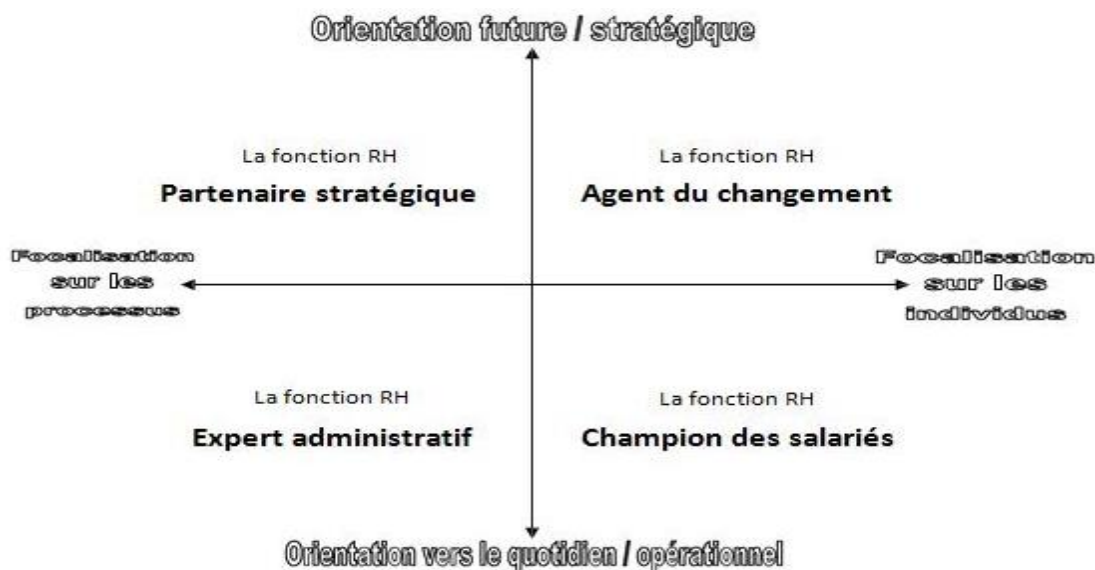 Orientation future / stratégique
La fonction RH
Partenaire stratégique
La fonction RH
Agent du changement
Focalisation
sur les
processus
Focalisation
sur les
individus
La fonction RH
Expert administratif
La fonction RH
Champion des salariés
Orientation vers le quotidien / opérationnel